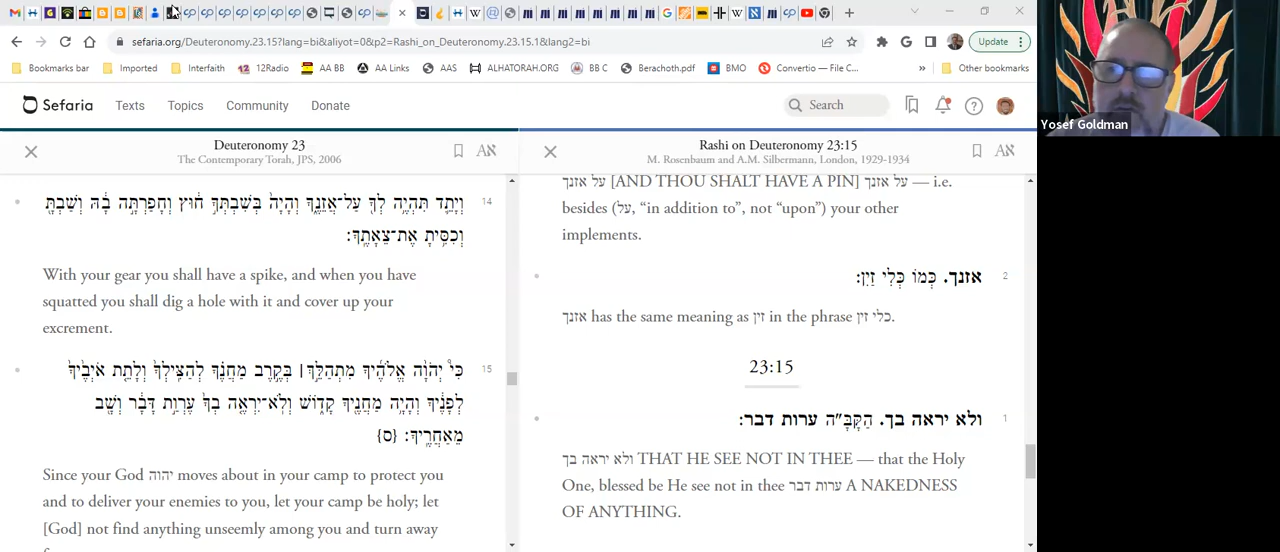 Update
sefaria.org/Deuteronomy.23.15?lang=bi&aliyot=0&p2=Rashi_on_Deuteronomy.23.15.1&lang2=bi
Bookmarks bar Imported Interfaith 12Radio AA BB AA Links AAS ALHATORAH.ORG BB C Berachoth.pdf BMO Convertio — File C... » Other bookmarks
Sefaria Texts Topics Community Donate Search
Yosef Goldman
Deuteronomy 23
The Contemporary Torah, JPS, 2006
וְיָתֵ֛ד תִּהְיֶ֥ה לְךָ֖ עַל־אֲזֵנֶ֑ךָ וְהָיָה֙ בְּשִׁבְתְּךָ֣ ח֔וּץ וְחָפַרְתָּ֣ה בָ֔הּ וְשַׁבְתָּ֖ 14
וְכִסִּ֥יתָ אֶת־צֵאָתֶֽךָ׃
With your gear you shall have a spike, and when you have
squatted you shall dig a hole with it and cover up your
excrement.
כִּי֩ יְהֹוָ֨ה אֱלֹהֶ֜יךָ מִתְהַלֵּ֣ךְ ׀ בְּקֶ֣רֶב מַחֲנֶ֗ךָ לְהַצִּֽילְךָ֙ וְלָתֵ֤ת אֹיְבֶ֙יךָ֙ 15
לְפָנֶ֔יךָ וְהָיָ֥ה מַחֲנֶ֖יךָ קָד֑וֹשׁ וְלֹֽא־יִרְאֶ֤ה בְךָ֙ עֶרְוַ֣ת דָּבָ֔ר וְשָׁ֖ב
מֵאַחֲרֶֽיךָ׃ {ס}
Since your God יהוה moves about in your camp to protect you
and to deliver your enemies to you, let your camp be holy; let
[God] not find anything unseemly among you and turn away
Rashi on Deuteronomy 23:15
M. Rosenbaum and A.M. Silbermann, London, 1929-1934
על אזנך [AND THOU SHALT HAVE A PIN] על אזנך — i.e.
besides (על, “in addition to”, not “upon”) your other
implements.
אזנך. כְּמוֹ כְּלֵי זַיִן: 2
אזנך has the same meaning as זין in the phrase כלי זין.
23:15
ולא יראה בך. הַקָּבָּ"ה ערות דבר: 1
ולא יראה בך THAT HE SEE NOT IN THEE — that the Holy
One, blessed be He see not in thee ערות דבר A NAKEDNESS
OF ANYTHING.